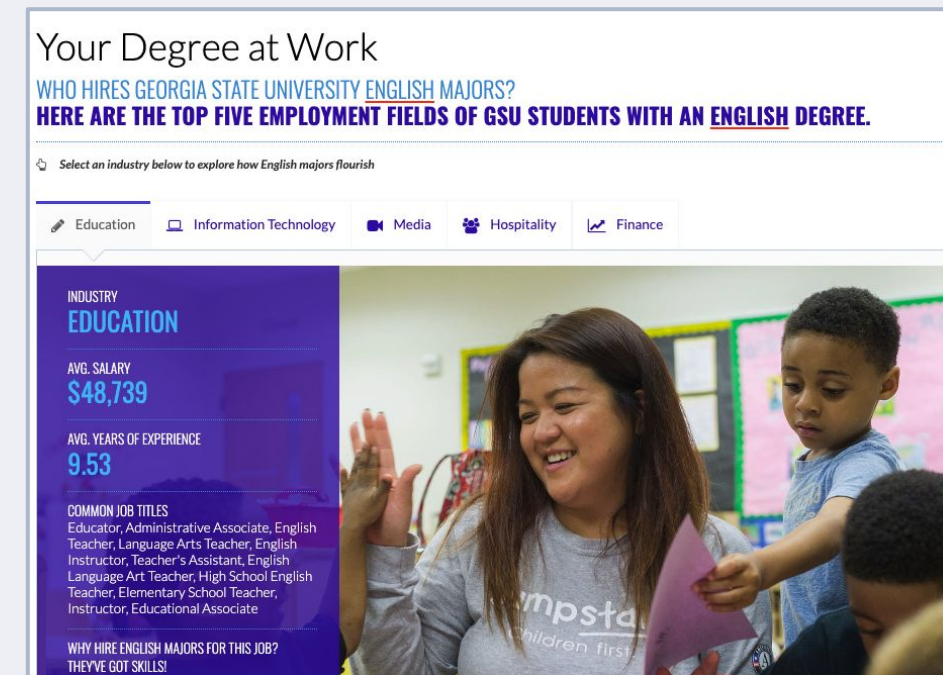 Your Degree at Work
WHO HIRES GEORGIA STATE UNIVERSITY ENGLISH MAJORS?
HERE ARE THE TOP FIVE EMPLOYMENT FIELDS OF GSU STUDENTS WITH AN ENGLISH DEGREE.
Select an industry below to explore how English majors flourish
Education Information Technology Media Hospitality Finance
INDUSTRY
EDUCATION
AVG. SALARY
$48,739
AVG. YEARS OF EXPERIENCE
9.53
COMMON JOB TITLES
Educator, Administrative Associate, English
Teacher, Language Arts Teacher, English
Instructor, Teacher's Assistant, English
Language Art Teacher, High School English
Teacher, Elementary School Teacher,
Instructor, Educational Associate
WHY HIRE ENGLISH MAJORS FOR THIS JOB?
THEY'VE GOT SKILLS!
mpsta
children first